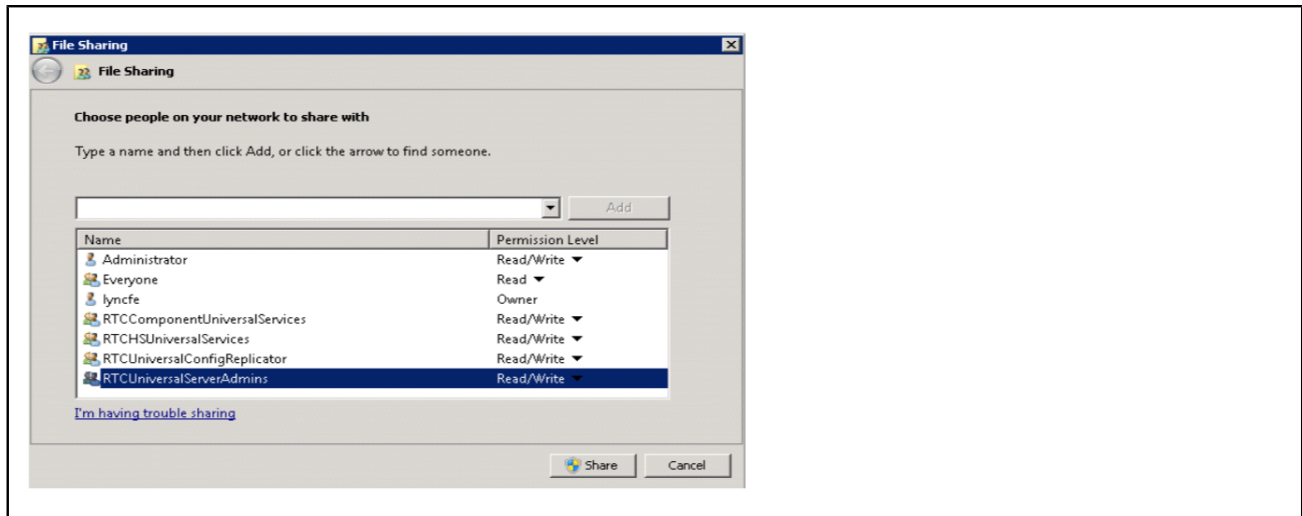 File Sharing
File Sharing
Choose people on your network to share with
Type a name and then click Add, or click the arrow to find someone.
Add
Name Permission Level
Administrator Read/Write
Everyone Read
lyncfe Owner
RTCComponentUniversalServices Read/Write
RTCHSUniversalServices Read/Write
RTCUniversalConfigReplicator Read/Write
RTCUniversalServerAdmins Read/Write
I'm having trouble sharing
Share Cancel